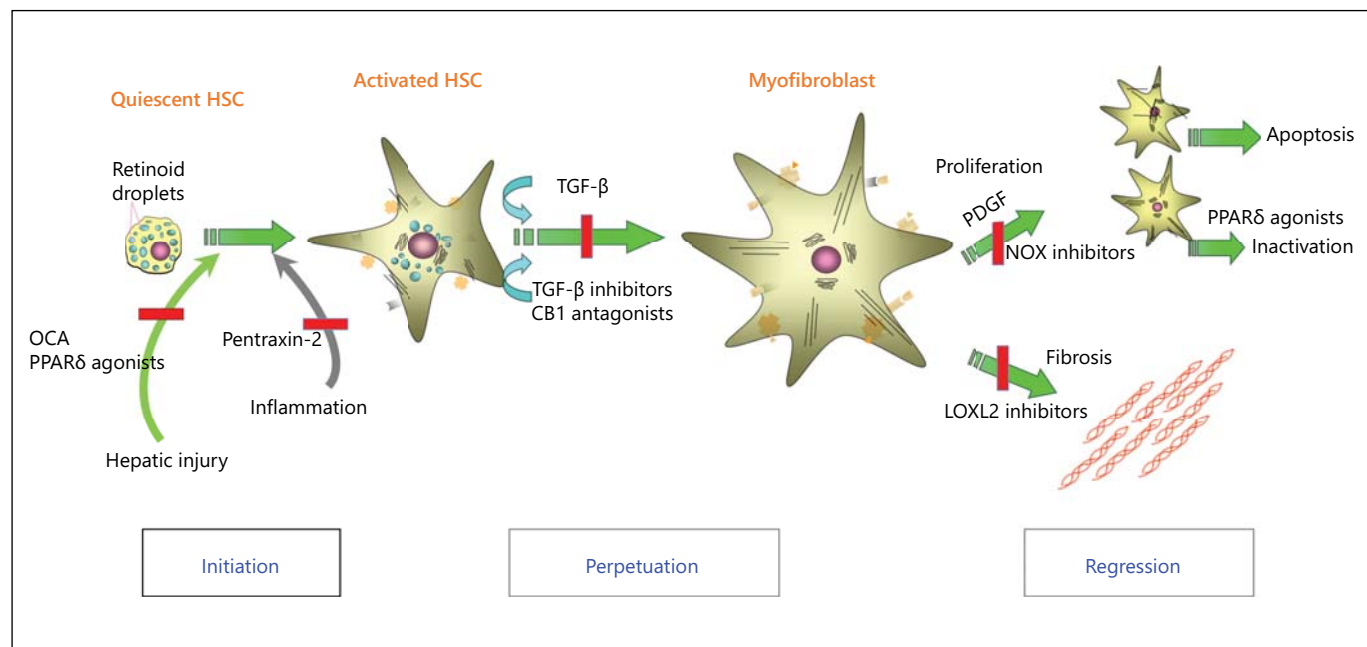 Quiescent HSC
Activated HSC
Myofibroblast
Retinoid
droplets
TGF-β
TGF-β inhibitors
CB1 antagonists
Proliferation
PDGF
NOX inhibitors
Apoptosis
PPARδ agonists
Inactivation
OCA
PPARδ agonists
Pentraxin-2
Inflammation
Hepatic injury
Fibrosis
LOXL2 inhibitors
Initiation
Perpetuation
Regression